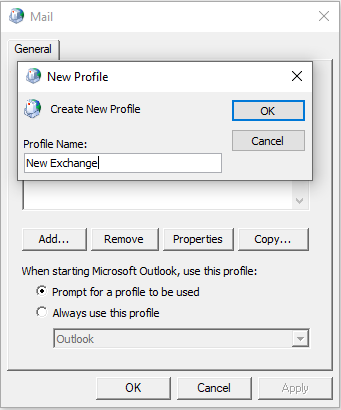 Mail
General
New Profile
Create New Profile
OK
Cancel
Profile Name:
New Exchange
Add... Remove Properties Copy...
When starting Microsoft Outlook, use this profile:
Prompt for a profile to be used
Always use this profile
Outlook
OK Cancel Apply